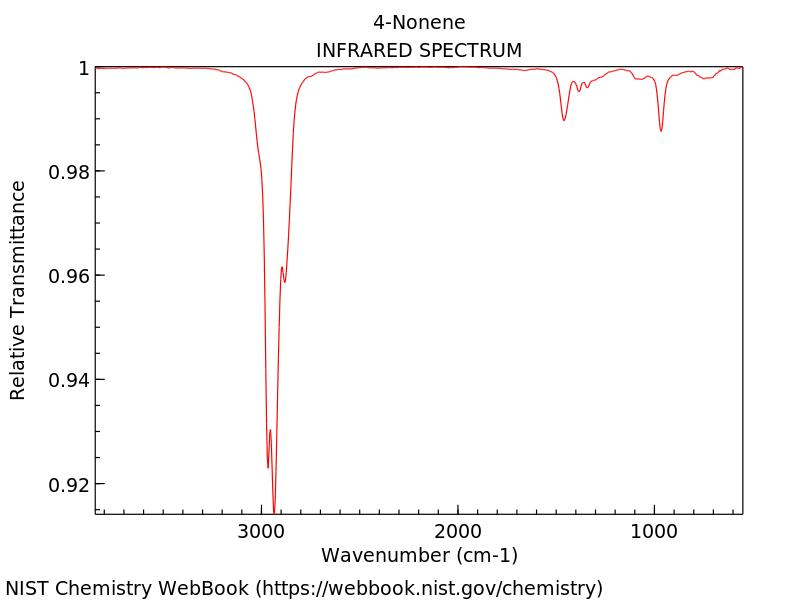 4-Nonene
INFRARED SPECTRUM
1
0.98
0.96
0.94
0.92
Relative Transmittance
3000 2000 1000
Wavenumber (cm-1)
NIST Chemistry WebBook (https://webbook.nist.gov/chemistry)